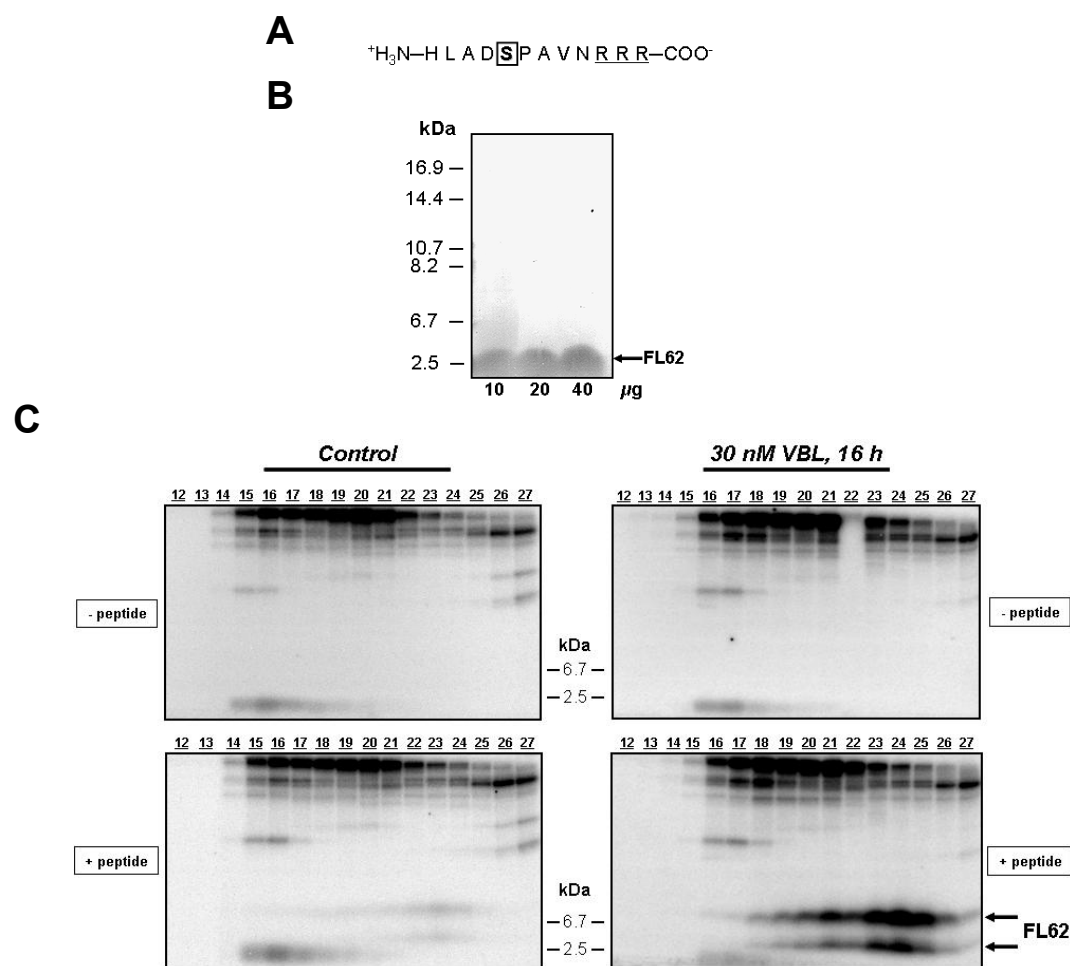 A
⁺H₃N–H L A D S P A V N R R R–COO⁻
B
kDa
16.9 –
14.4 –
10.7 –
8.2 –
6.7 –
2.5 –
FL62
10 20 40 µg
C
Control
30 nM VBL, 16 h
12 13 14 15 16 17 18 19 20 21 22 23 24 25 26 27
12 13 14 15 16 17 18 19 20 21 22 23 24 25 26 27
- peptide
- peptide
kDa
– 6.7 –
– 2.5 –
12 13 14 15 16 17 18 19 20 21 22 23 24 25 26 27
12 13 14 15 16 17 18 19 20 21 22 23 24 25 26 27
+ peptide
+ peptide
kDa
– 6.7 –
– 2.5 –
FL62